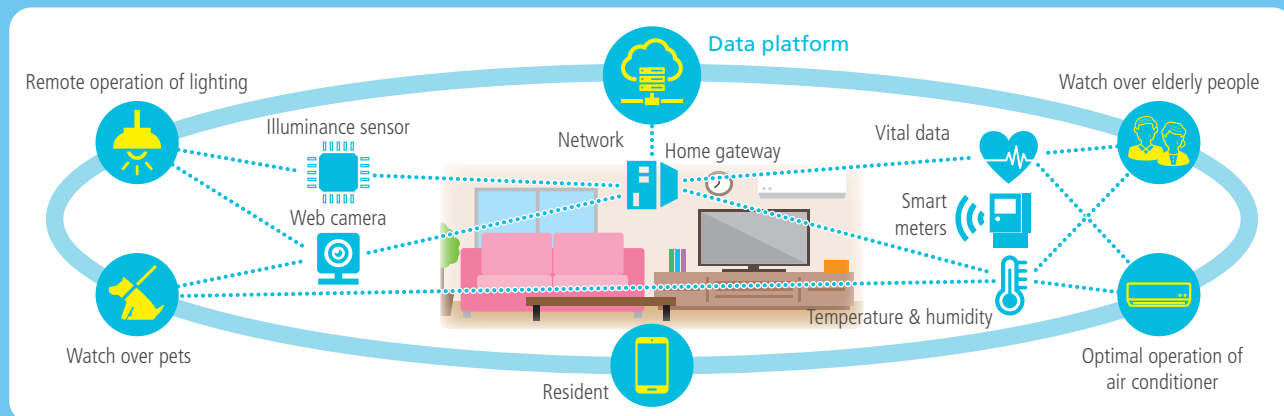 Data platform
Remote operation of lighting
Watch over elderly people
Illuminance sensor
Vital data
Network
Home gateway
Smart
meters
Web camera
Temperature & humidity
Watch over pets
Resident
Optimal operation of
air conditioner